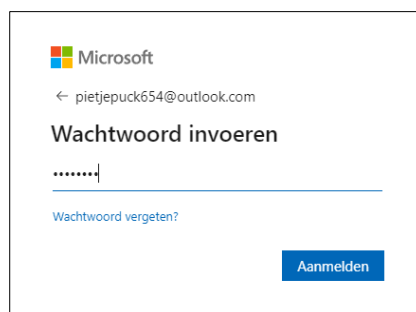 Microsoft
← pietjepuck654@outlook.com
Wachtwoord invoeren
••••••••
Wachtwoord vergeten?
Aanmelden